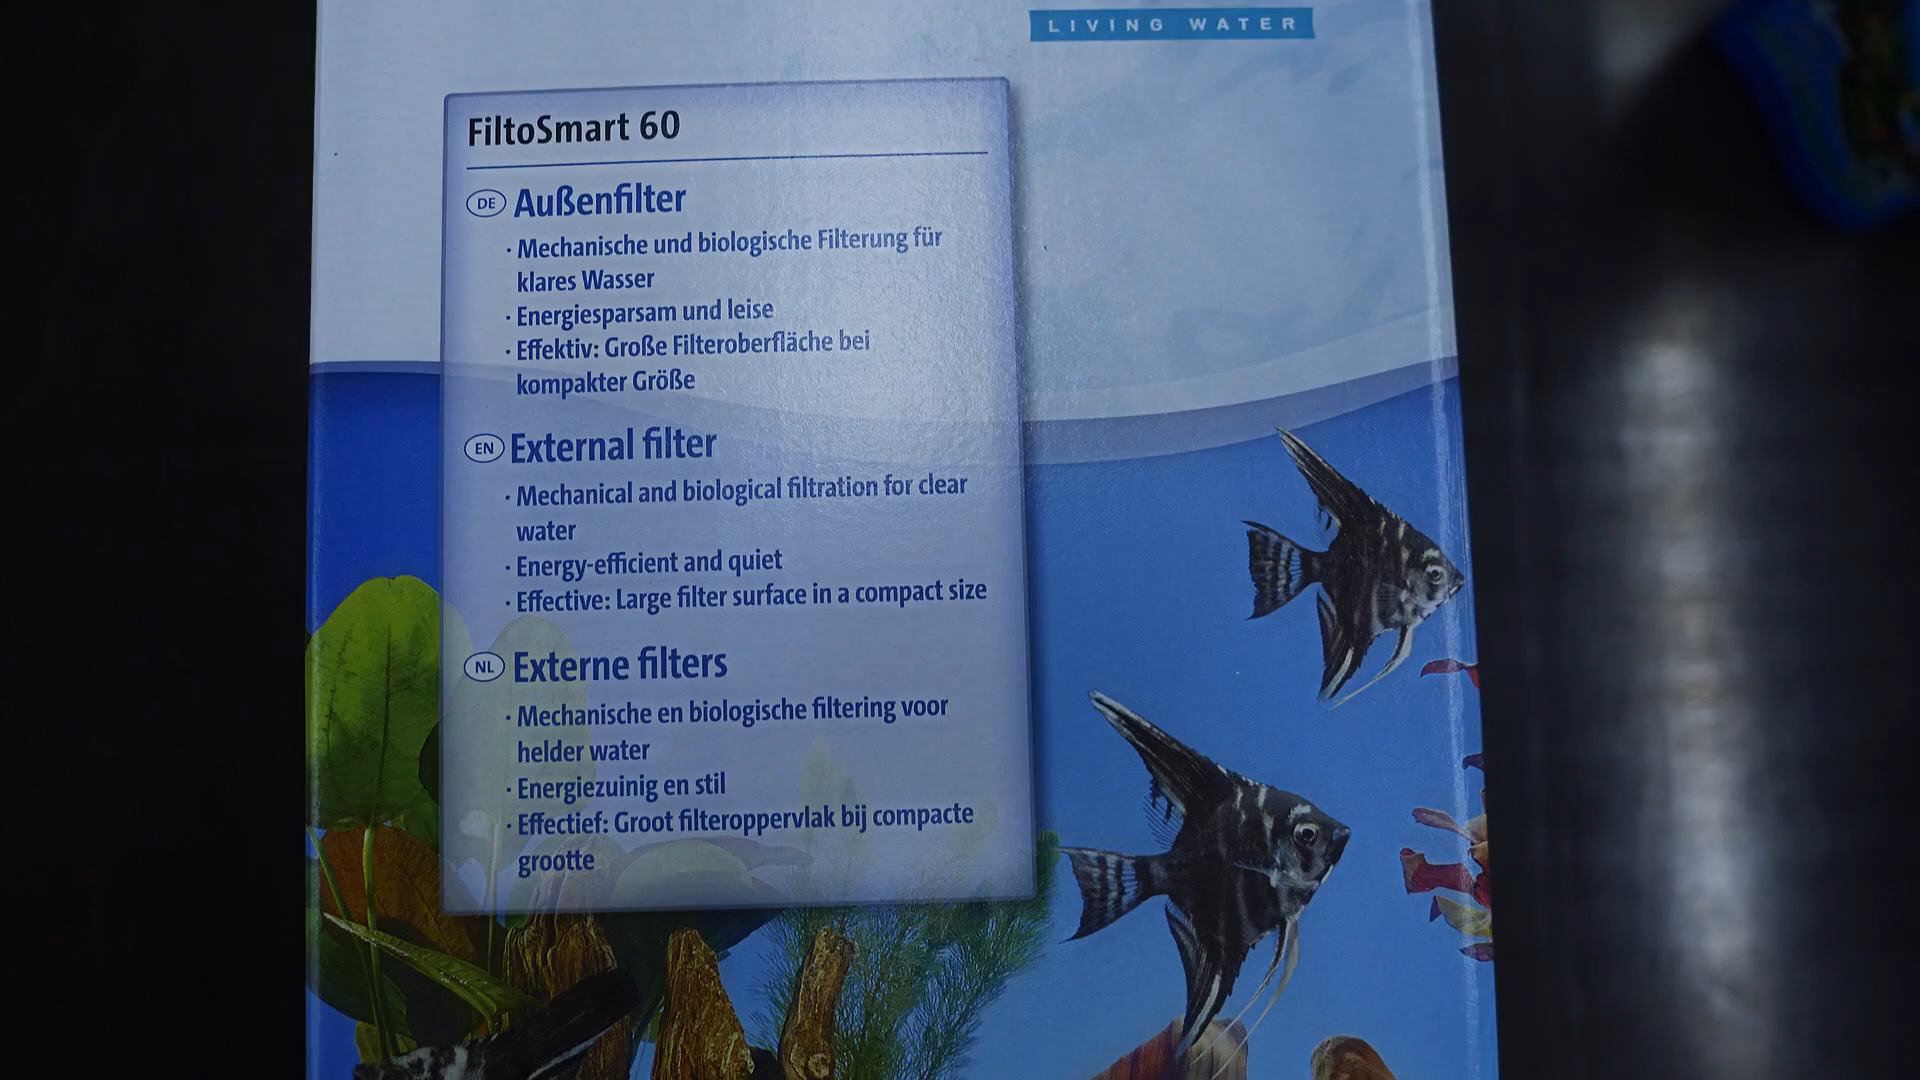 LIVING WATER
FiltoSmart 60
DE Außenfilter
· Mechanische und biologische Filterung für
klares Wasser
· Energiesparsam und leise
· Effektiv: Große Filteroberfläche bei
kompakter Größe
EN External filter
· Mechanical and biological filtration for clear
water
· Energy-efficient and quiet
· Effective: Large filter surface in a compact size
NL Externe filters
· Mechanische en biologische filtering voor
helder water
· Energiezuinig en stil
· Effectief: Groot filteroppervlak bij compacte
grootte